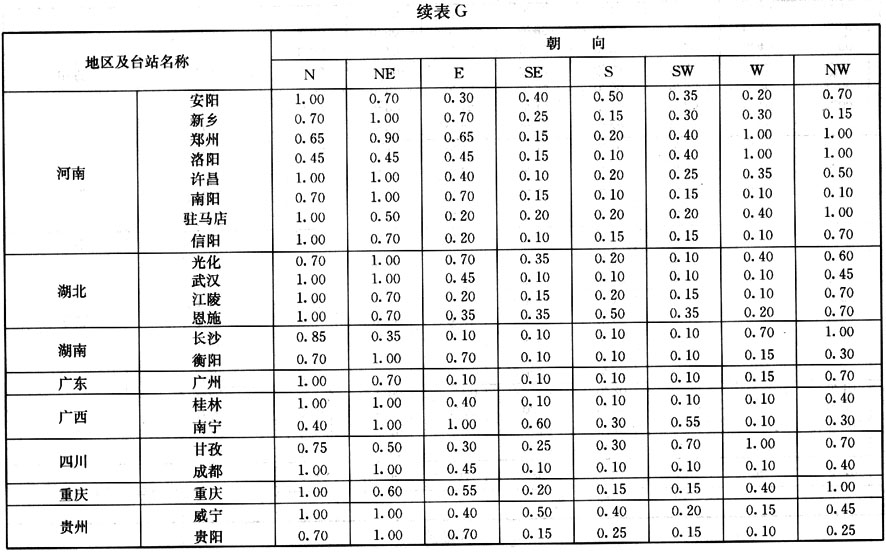 续表G
地区及台站名称 朝 向
N NE E SE S SW W NW
河南 安阳 1.00 0.70 0.30 0.40 0.50 0.35 0.20 0.70
新乡 0.70 1.00 0.70 0.25 0.15 0.30 0.30 0.15
郑州 0.65 0.90 0.65 0.15 0.20 0.40 1.00 1.00
洛阳 0.45 0.45 0.45 0.15 0.10 0.40 1.00 1.00
许昌 1.00 1.00 0.40 0.10 0.20 0.25 0.35 0.50
南阳 0.70 1.00 0.70 0.15 0.10 0.15 0.10 0.10
驻马店 1.00 0.50 0.20 0.20 0.20 0.20 0.40 1.00
信阳 1.00 0.70 0.20 0.10 0.15 0.15 0.10 0.70
湖北 光化 0.70 1.00 0.70 0.35 0.20 0.10 0.40 0.60
武汉 1.00 1.00 0.45 0.10 0.10 0.10 0.10 0.45
江陵 1.00 0.70 0.20 0.15 0.20 0.15 0.10 0.70
恩施 1.00 0.70 0.35 0.35 0.50 0.35 0.20 0.70
湖南 长沙 0.85 0.35 0.10 0.10 0.10 0.10 0.70 1.00
衡阳 0.70 1.00 0.70 0.10 0.10 0.10 0.15 0.30
广东 广州 1.00 0.70 0.10 0.10 0.10 0.10 0.15 0.70
广西 桂林 1.00 1.00 0.40 0.10 0.10 0.10 0.10 0.40
南宁 0.40 1.00 1.00 0.60 0.30 0.55 0.10 0.30
四川 甘孜 0.75 0.50 0.30 0.25 0.30 0.70 1.00 0.70
成都 1.00 1.00 0.45 0.10 0.10 0.10 0.10 0.40
重庆 重庆 1.00 0.60 0.55 0.20 0.15 0.15 0.40 1.00
贵州 威宁 1.00 1.00 0.40 0.50 0.40 0.20 0.15 0.45
贵阳 0.70 1.00 0.70 0.15 0.25 0.15 0.10 0.25